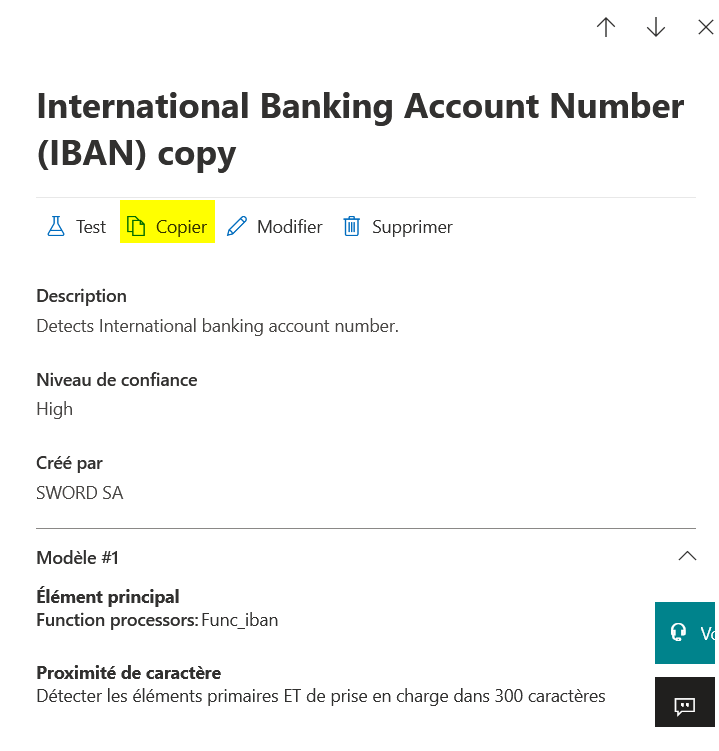 International Banking Account Number
(IBAN) copy
Test Copier Modifier Supprimer
Description
Detects International banking account number.
Niveau de confiance
High
Créé par
SWORD SA
Modèle #1
Élément principal
Function processors: Func_iban
Vo
Proximité de caractère
Détecter les éléments primaires ET de prise en charge dans 300 caractères